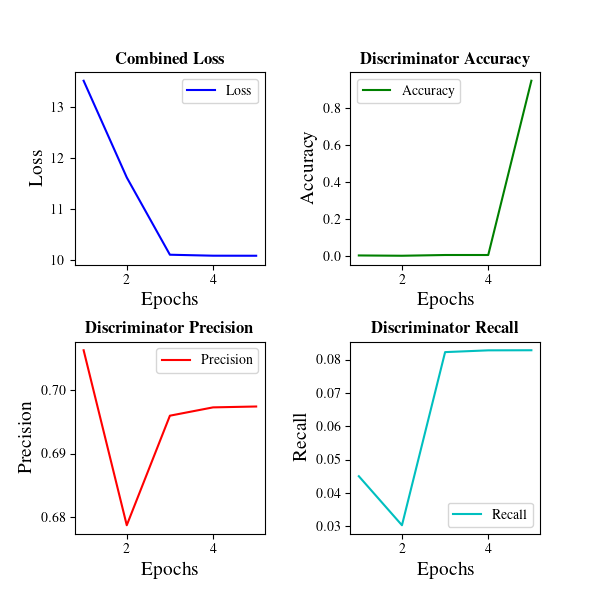 Combined Loss
Loss
13
12
11
10
Loss
2 4
Epochs
Discriminator Accuracy
Accuracy
0.8
0.6
0.4
0.2
0.0
Accuracy
2 4
Epochs
Discriminator Precision
Precision
0.70
0.69
0.68
Precision
2 4
Epochs
Discriminator Recall
0.08
0.07
0.06
0.05
0.04
0.03
Recall
Recall
2 4
Epochs